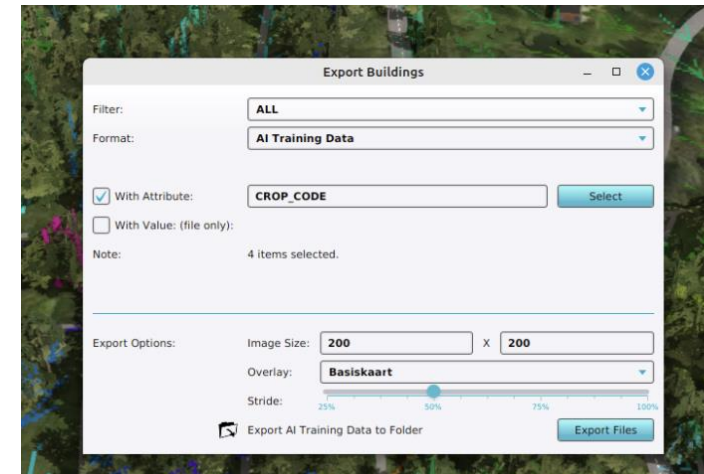 Export Buildings
Filter: ALL
Format: AI Training Data
With Attribute: CROP_CODE Select
With Value: (file only):
Note: 4 items selected.
Export Options: Image Size: 200 X 200
Overlay: Basiskaart
Stride:
25% 50% 75% 100%
Export AI Training Data to Folder Export Files